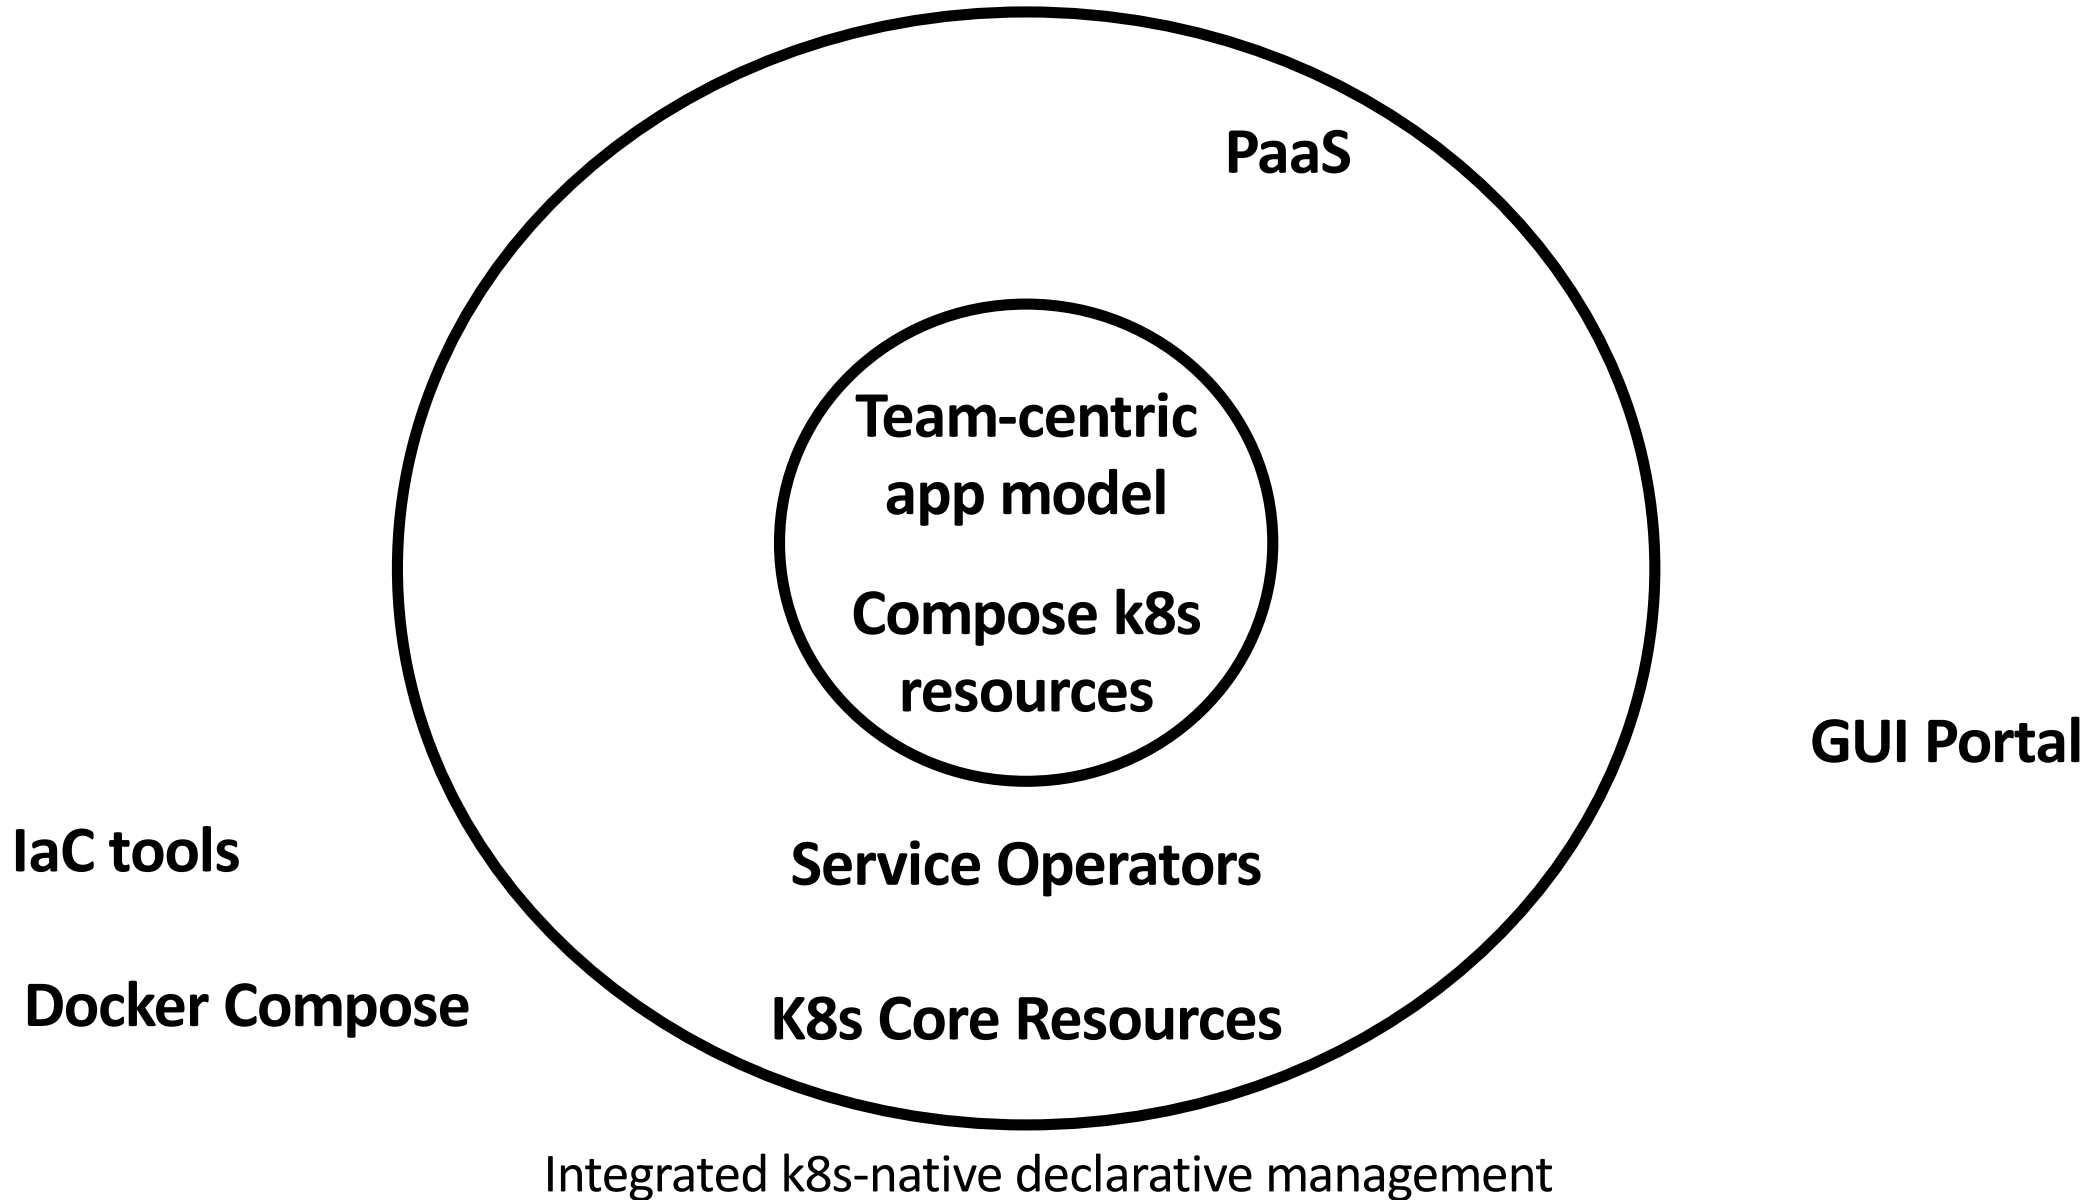 PaaS
Team-centric
app model
Compose k8s
resources
GUI Portal
IaC tools
Service Operators
Docker Compose
K8s Core Resources
Integrated k8s-native declarative management